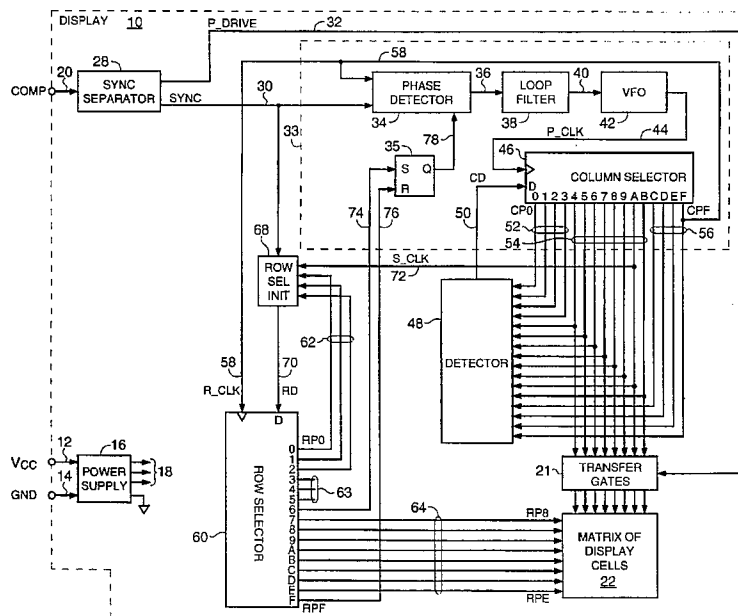 DISPLAY 10
P_DRIVE
32
28
58
COMP
20
SYNC
SEPARATOR
SYNC
30
PHASE
DETECTOR
34
36
LOOP
FILTER
38
40
VFO
42
P_CLK
44
33
35
78
S Q
R
46
COLUMN SELECTOR
D
0 1 2 3 4 5 6 7 8 9 A B C D E F
CD
CP0
CPF
50
52
54
56
74
76
68
ROW
SEL
INIT
S_CLK
72
48
DETECTOR
62
58
70
R_CLK
RD
D
RP0
0
1
2
3
4
5
6
7
8
9
A
B
C
D
E
F
63
60
ROW SELECTOR
RPF
VCC
12
16
POWER
SUPPLY
18
GND
14
21
TRANSFER
GATES
64
RP8
RPE
MATRIX OF
DISPLAY
CELLS
22